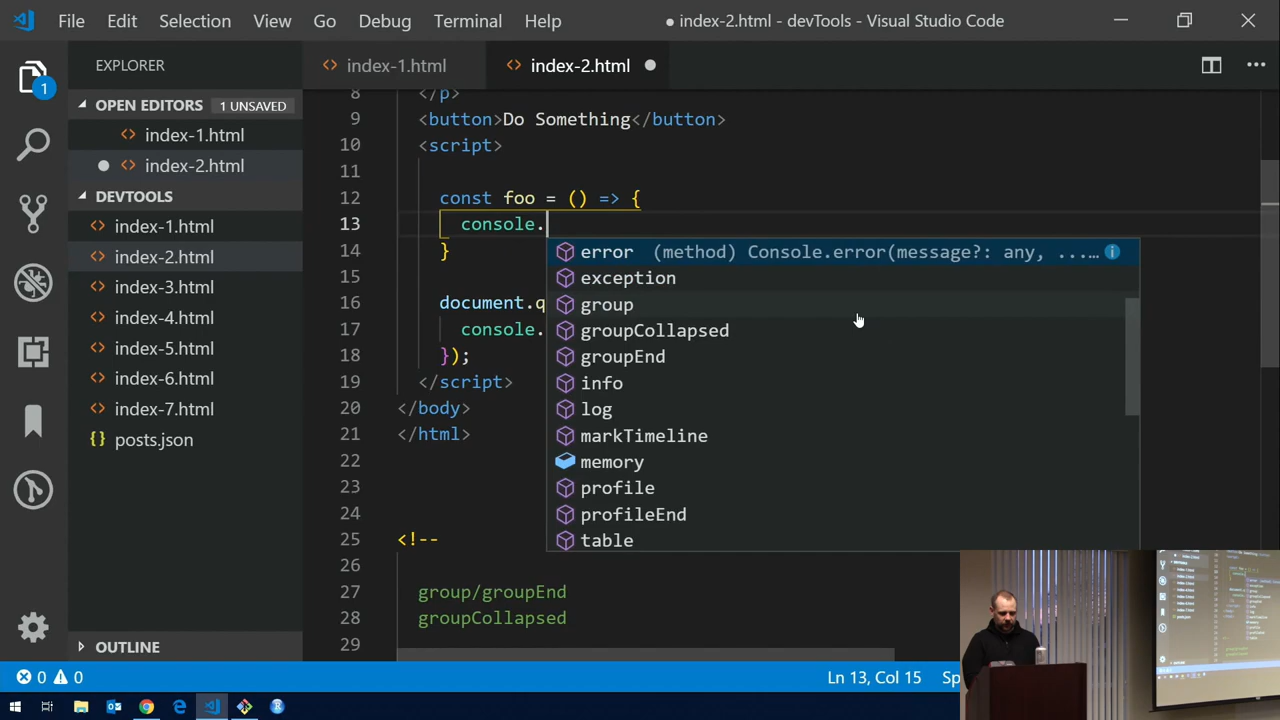 File Edit Selection View Go Debug Terminal Help
● index-2.html - devTools - Visual Studio Code
1
EXPLORER
OPEN EDITORS 1 UNSAVED
index-1.html
index-2.html
DEVTOOLS
index-1.html
index-2.html
index-3.html
index-4.html
index-5.html
index-6.html
index-7.html
{} posts.json
OUTLINE
<> index-1.html
<> index-2.html
8 </p>
9 <button>Do Something</button>
10 <script>
11
12 const foo = () => {
13 console.
14 }
15
16 document.q
17 console.
18 });
19 </script>
20 </body>
21 </html>
22
23
24
25 <!--
26
27 group/groupEnd
28 groupCollapsed
29
error (method) Console.error(message?: any, ...…
exception
group
groupCollapsed
groupEnd
info
log
markTimeline
memory
profile
profileEnd
table
0 0
Ln 13, Col 15 Sp